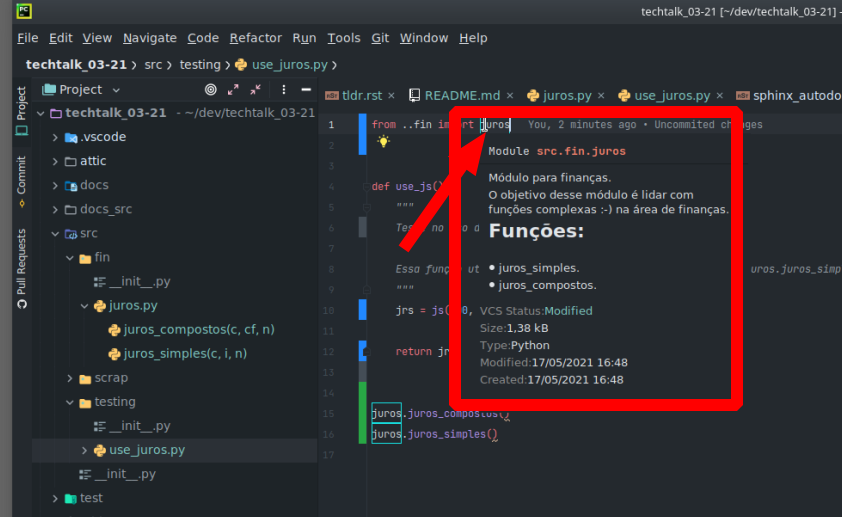 PC
techtalk_03-21 [~/dev/techtalk_03-21] -
File Edit View Navigate Code Refactor Run Tools Git Window Help
techtalk_03-21 › src › testing › use_juros.py ›
Project
tldr.rst ×
README.md ×
juros.py ×
use_juros.py ×
sphinx_autodo
Project
Commit
Pull Requests
techtalk_03-21 - ~/dev/techtalk_03-21
.vscode
attic
docs
docs_src
src
fin
__init__.py
juros.py
juros_compostos(c, cf, n)
juros_simples(c, i, n)
scrap
testing
__init__.py
use_juros.py
__init__.py
test
1 from ..fin import juros You, 2 minutes ago • Uncommited changes
2
3
4 def use_js()
5 """
6
7
8 Essa funç ut uros.juros_simp
9 """
10 jrs = js( 0,
11
12 return jr
13
14
15 juros.juros_compostos()
16 juros.juros_simples()
17
Module src.fin.juros
Módulo para finanças.
O objetivo desse módulo é lidar com
funções complexas :-) na área de finanças.
Funções:
• juros_simples.
• juros_compostos.
VCS Status:Modified
Size:1,38 kB
Type:Python
Modified:17/05/2021 16:48
Created:17/05/2021 16:48